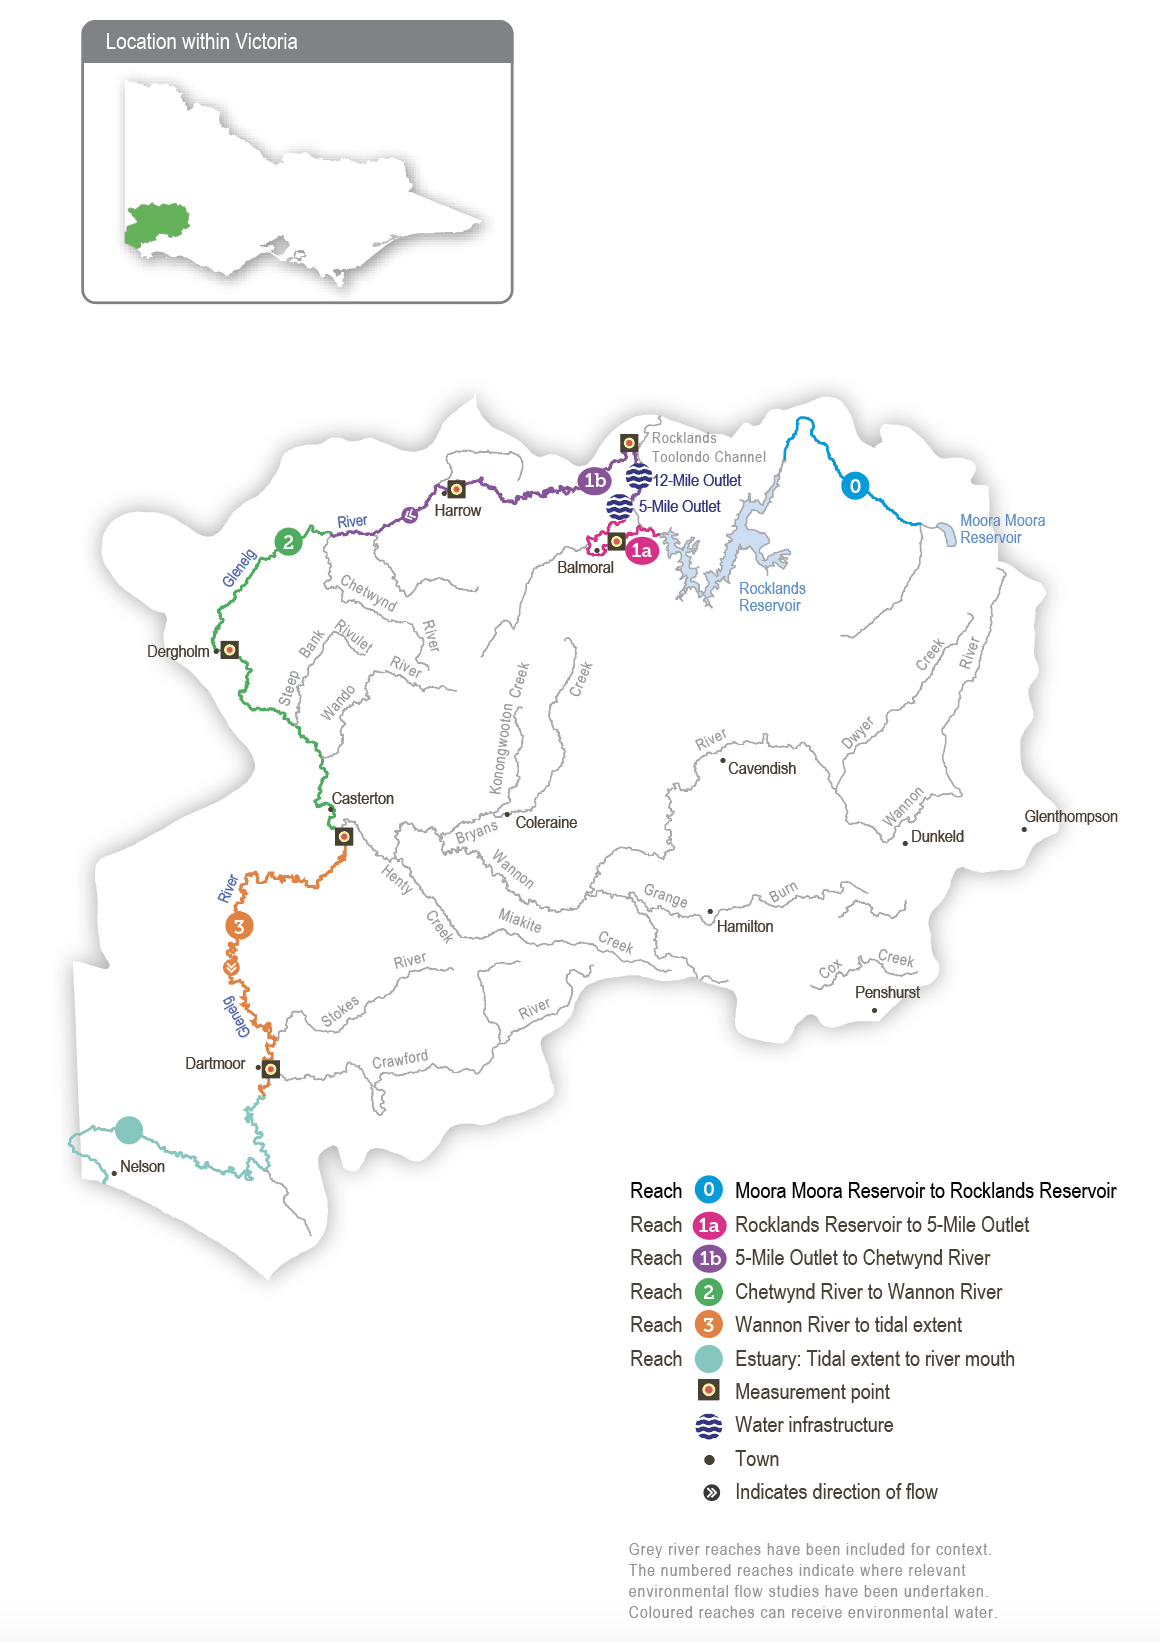 Location within Victoria
Rocklands
Toolondo Channel
12-Mile Outlet
5-Mile Outlet
1b
0
Harrow
River
Moora Moora
Reservoir
2
1a
Balmoral
Glenelg
Rocklands
Reservoir
Chetwynd
River
Dergholm
Steep
Bank
Rivulet
Wando
River
Konongwootton Creek
Creek
Creek
River
Dwyer
River
Cavendish
Wannon
Casterton
Coleraine
Bryans
Glenthompson
Dunkeld
Wannon
Henty
Creek
River
3
Grange
Burn
Hamilton
Miakite
Creek
River
Stokes
Glenelg
Cox
Creek
Penshurst
River
Crawford
Dartmoor
Nelson
Reach 0 Moora Moora Reservoir to Rocklands Reservoir
Reach 1a Rocklands Reservoir to 5-Mile Outlet
Reach 1b 5-Mile Outlet to Chetwynd River
Reach 2 Chetwynd River to Wannon River
Reach 3 Wannon River to tidal extent
Reach Estuary: Tidal extent to river mouth
Measurement point
Water infrastructure
Town
Indicates direction of flow
Grey river reaches have been included for context.
The numbered reaches indicate where relevant
environmental flow studies have been undertaken.
Coloured reaches can receive environmental water.